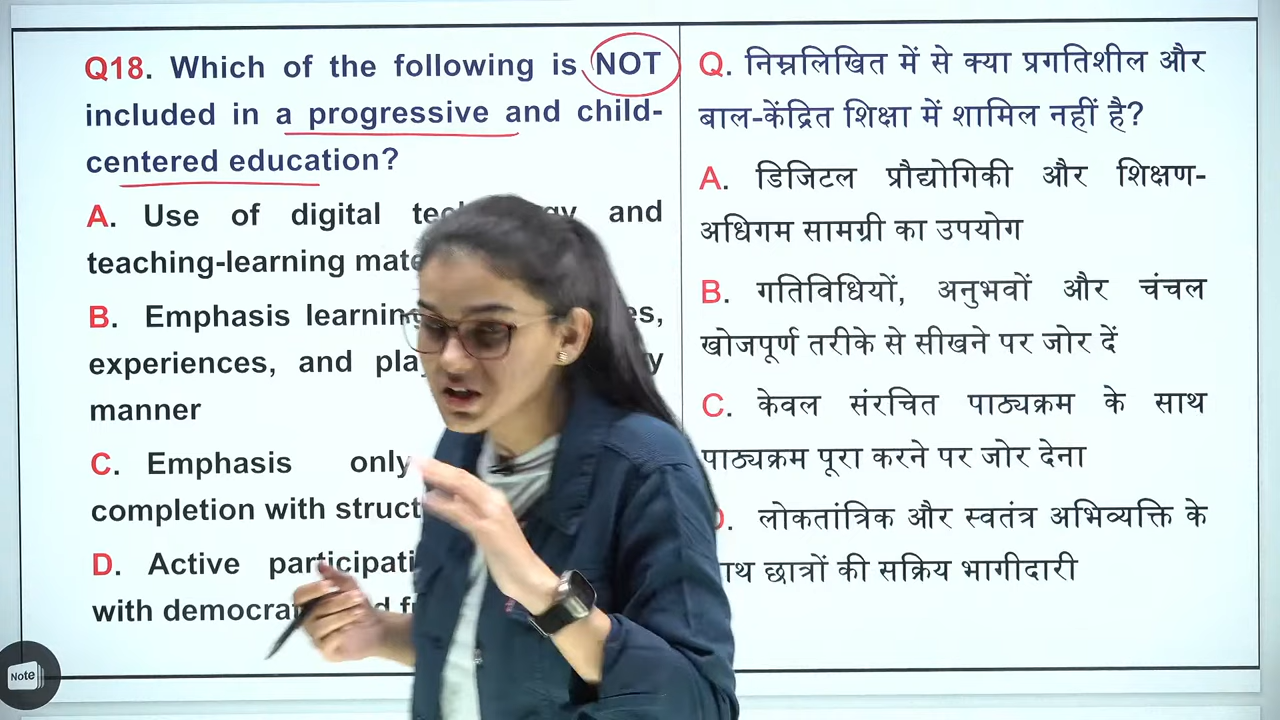 Q18. Which of the following is NOT
included in a progressive and child-
centered education?
A. Use of digital and
teaching-learning
B. Emphasis learning
experiences, and
manner
C. Emphasis only
completion with
D. Active
with
Q. निम्नलिखित में से क्या प्रगतिशील और
बाल-केंद्रित शिक्षा में शामिल नहीं है?
A. डिजिटल प्रौद्योगिकी और शिक्षण-
अधिगम सामग्री का उपयोग
B. गतिविधियों, अनुभवों और चंचल
खोजपूर्ण तरीके से सीखने पर जोर दें
C. केवल संरचित पाठ्यक्रम के साथ
पाठ्यक्रम पूरा करने पर जोर देना
लोकतांत्रिक और स्वतंत्र अभिव्यक्ति के
छात्रों की सक्रिय भागीदारी
Note